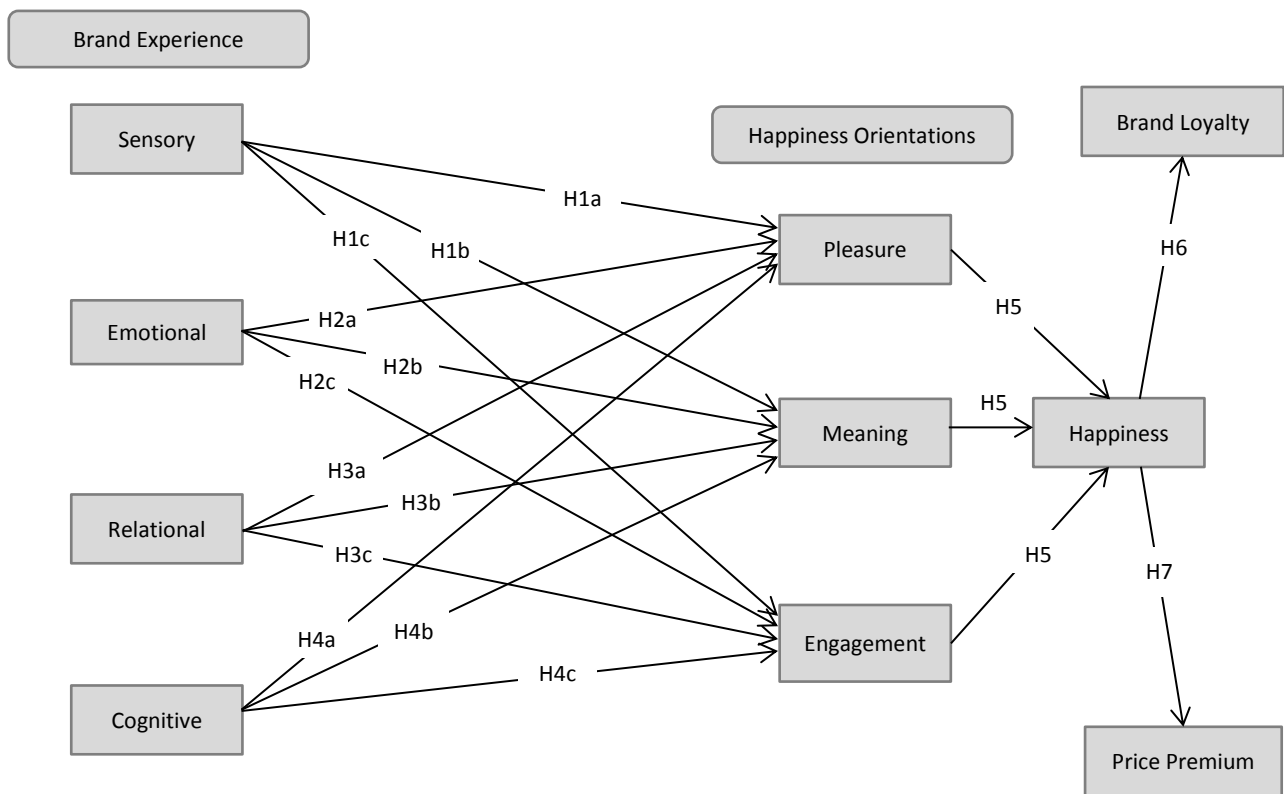 Brand Experience
Sensory
Emotional
Relational
Cognitive
H1a
H1b
H1c
H2a
H2b
H2c
H3a
H3b
H3c
H4a
H4b
H4c
Happiness Orientations
Pleasure
Meaning
Engagement
H5
H5
H5
Happiness
H6
H7
Brand Loyalty
Price Premium